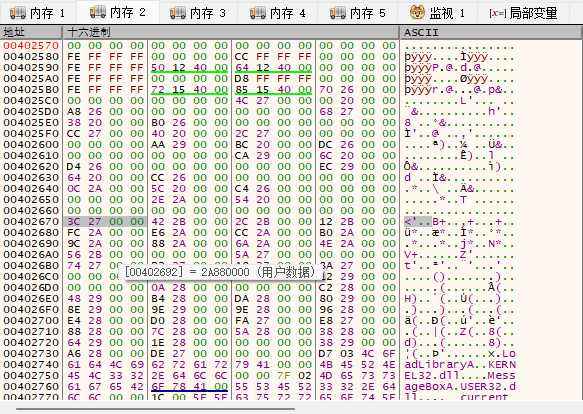 内存 1 内存 2 内存 3 内存 4 内存 5 监视 1 [x=] 局部变量
地址 十六进制 ASCII
00402570 00 00 00 00 00 00 00 00 00 00 00 00 00 00 00 00 ................
00402580 FE FF FF FF 00 00 00 00 CC FF FF FF 00 00 00 00 þÿÿÿ....Ìÿÿÿ....
00402590 FE FF FF FF 50 12 40 00 64 12 40 00 00 00 00 00 þÿÿÿP.@.d.@.....
004025A0 FE FF FF FF 00 00 00 00 D8 FF FF FF 00 00 00 00 þÿÿÿ....Øÿÿÿ....
004025B0 FE FF FF FF 72 15 40 00 85 15 40 00 70 26 00 00 þÿÿÿr.@...@.p&..
004025C0 00 00 00 00 00 00 00 00 4C 27 00 00 00 20 00 00 ........L'... ..
004025D0 A8 26 00 00 00 00 00 00 00 00 00 00 68 27 00 00 ¨&..........h'..
004025E0 38 20 00 00 B0 26 00 00 00 00 00 00 00 00 00 00 8 ..°&..........
004025F0 CC 27 00 00 40 20 00 00 2C 27 00 00 00 00 00 00 Ì'..@ ..,'......
00402600 00 00 00 00 AA 29 00 00 BC 20 00 00 DC 26 00 00 ....ª)..¼ ..Ü&..
00402610 00 00 00 00 00 00 00 00 CA 29 00 00 6C 20 00 00 ........Ê)..l ..
00402620 D4 26 00 00 00 00 00 00 00 00 00 00 EC 29 00 00 Ô&..........ì)..
00402630 64 20 00 00 CC 26 00 00 00 00 00 00 00 00 00 00 d ..Ì&..........
00402640 0C 2A 00 00 5C 20 00 00 C4 26 00 00 00 00 00 00 .*..\ ..Ä&......
00402650 00 00 00 00 2E 2A 00 00 54 20 00 00 00 00 00 00 .....*..T ......
00402660 00 00 00 00 00 00 00 00 00 00 00 00 00 00 00 00 ................
00402670 3C 27 00 00 42 2B 00 00 2C 2B 00 00 12 2B 00 00 <'..B+..,+...+..
00402680 FC 2A 00 00 E6 2A 00 00 CC 2A 00 00 B0 2A 00 00 ü*..æ*..Ì*..°*..
00402690 9C 2A 00 00 88 2A 00 00 6A 2A 00 00 4E 2A 00 00 .*...*..j*..N*..
004026A0 56 2B 00 00 00 00 00 00 5A 27 00 00 00 00 00 00 V+......Z'......
004026B0 74 27
[00402692] = 2A880000 (用户数据)
004026C0
004026D0 00 00 00 00 0A 28 00 00 00 28 00 00 C2 28 00 00
004026E0 48 29 00 00 B4 28 00 00 DA 28 00 00 80 29 00 00
004026F0 8E 29 00 00 9E 29 00 00 9E 28 00 00 96 28 00 00
00402700 E4 28 00 00 D0 28 00 00 FA 27 00 00 E8 27 00 00
00402710 88 28 00 00 7C 28 00 00 5A 28 00 00 38 28 00 00
00402720 64 29 00 00 1E 28 00 00 00 00 00 00 38 29 00 00
00402730 A6 28 00 00 DE 27 00 00 00 00 00 00 D7 03 4C 6F ¦(..Þ'......×.Lo
00402740 61 64 4C 69 62 72 61 72 79 41 00 00 4B 45 52 4E adLibraryA..KERN
00402750 45 4C 33 32 2E 64 6C 6C 00 00 7F 02 4D 65 73 73 EL32.dll....Mess
00402760 61 67 65 42 6F 78 41 00 55 53 45 52 33 32 2E 64 ageBoxA.USER32.d